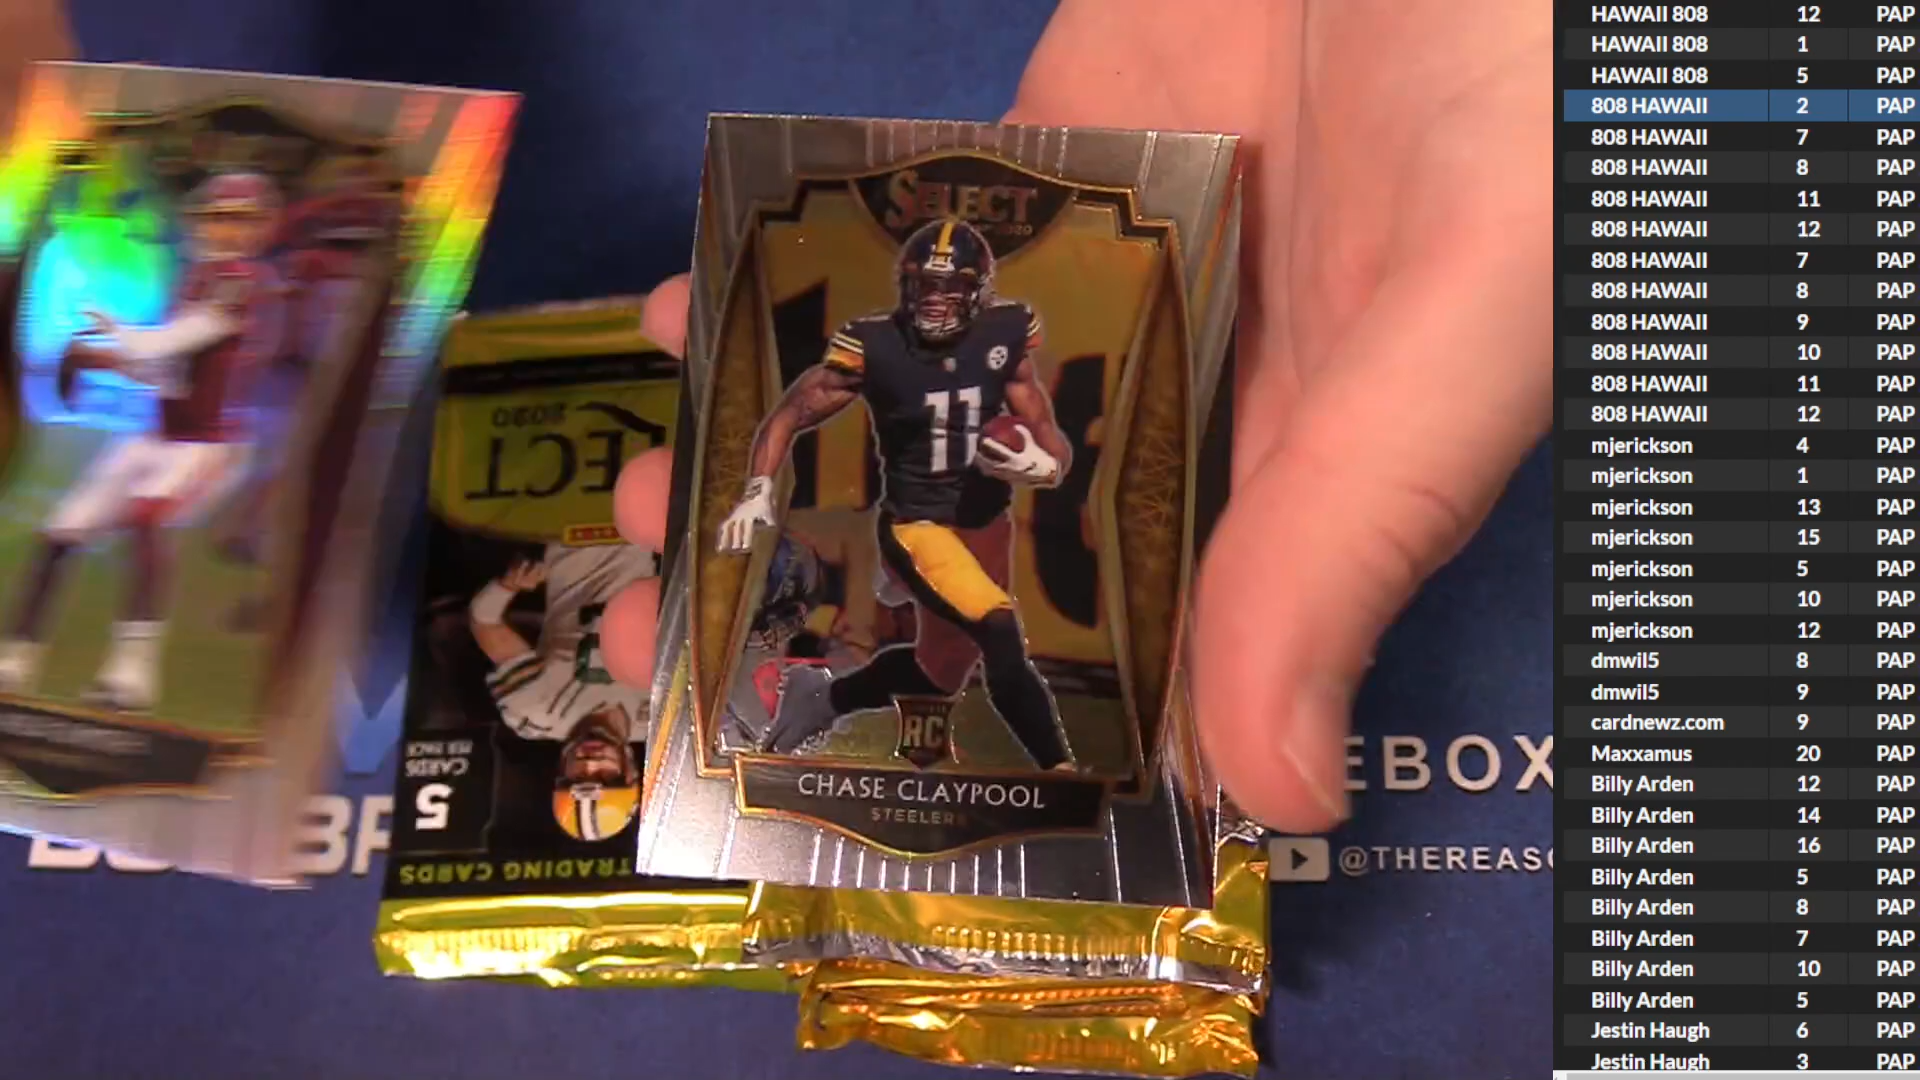 SELECT
2020
11
RC
CHASE CLAYPOOL
STEELERS
2020
ECT
5
CARDS
PER PACK
TRADING CARDS
EBOX
@THEREASO
HAWAII 808 12 PAP
HAWAII 808 1 PAP
HAWAII 808 5 PAP
808 HAWAII 2 PAP
808 HAWAII 7 PAP
808 HAWAII 8 PAP
808 HAWAII 11 PAP
808 HAWAII 12 PAP
808 HAWAII 7 PAP
808 HAWAII 8 PAP
808 HAWAII 9 PAP
808 HAWAII 10 PAP
808 HAWAII 11 PAP
808 HAWAII 12 PAP
mjerickson 4 PAP
mjerickson 1 PAP
mjerickson 13 PAP
mjerickson 15 PAP
mjerickson 5 PAP
mjerickson 10 PAP
mjerickson 12 PAP
dmwil5 8 PAP
dmwil5 9 PAP
cardnewz.com 9 PAP
Maxxamus 20 PAP
Billy Arden 12 PAP
Billy Arden 14 PAP
Billy Arden 16 PAP
Billy Arden 5 PAP
Billy Arden 8 PAP
Billy Arden 7 PAP
Billy Arden 10 PAP
Billy Arden 5 PAP
Jestin Haugh 6 PAP
Jestin Haugh 3 PAP